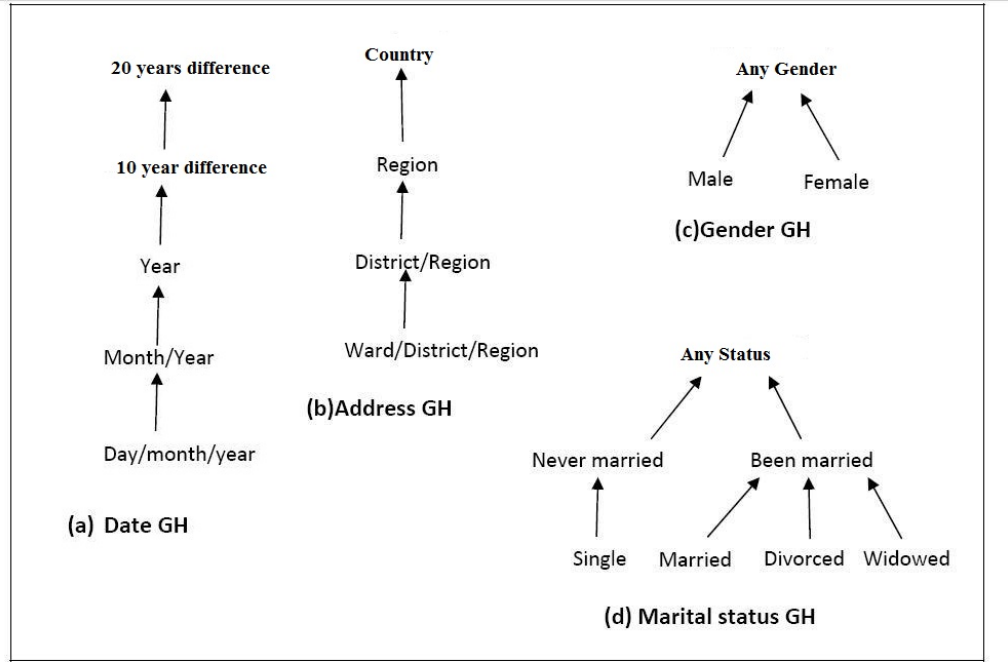 20 years difference
10 year difference
Year
Month/Year
Day/month/year
(a) Date GH
Country
Region
District/Region
Ward/District/Region
(b)Address GH
Any Gender
Male
Female
(c)Gender GH
Any Status
Never married
Been married
Single
Married
Divorced
Widowed
(d) Marital status GH